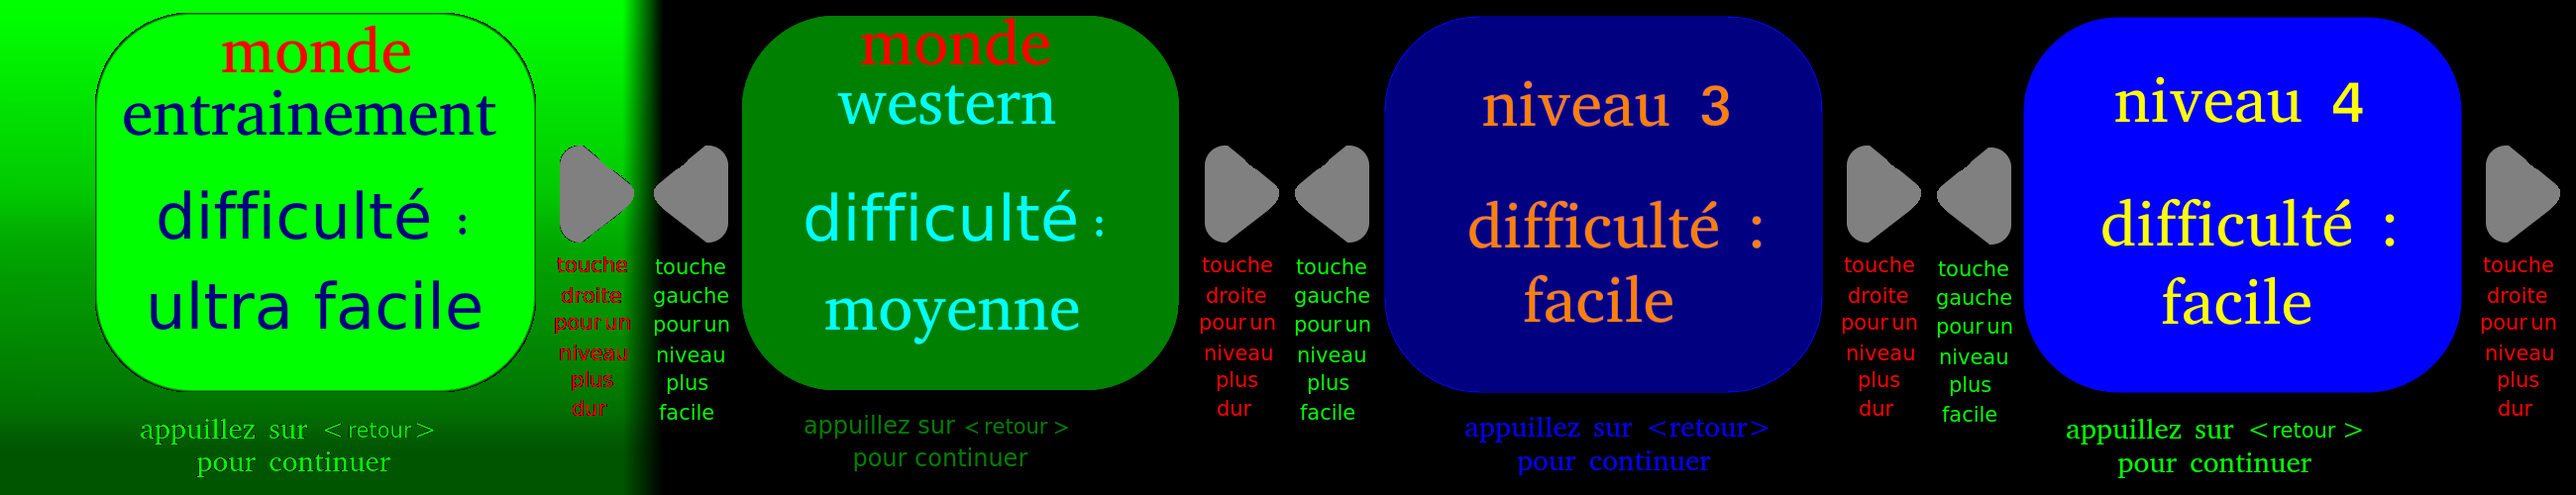 monde
entrainement
difficulté :
ultra facile
appuillez sur <retour>
pour continuer
touche
droite
pour un
niveau
plus
dur
touche
gauche
pour un
niveau
plus
facile
monde
western
difficulté :
moyenne
appuillez sur <retour >
pour continuer
touche
droite
pour un
niveau
plus
dur
touche
gauche
pour un
niveau
plus
facile
niveau 3
difficulté :
facile
appuillez sur <retour>
pour continuer
touche
droite
pour un
niveau
plus
dur
touche
gauche
pour un
niveau
plus
facile
niveau 4
difficulté :
facile
appuillez sur <retour >
pour continuer
touche
droite
pour un
niveau
plus
dur